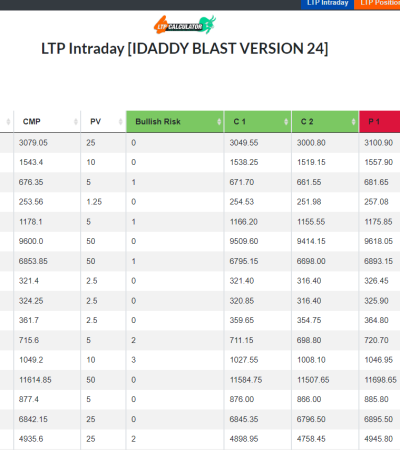 LTP Intraday LTP Position
LTP CALCULATOR
LTP Intraday [IDADDY BLAST VERSION 24]
CMP PV Bullish Risk C 1 C 2 P 1
3079.05 25 0 3049.55 3000.80 3100.90
1543.4 10 0 1538.25 1519.15 1557.90
676.35 5 1 671.70 661.55 681.65
253.56 1.25 0 254.53 251.98 257.08
1178.1 5 1 1166.20 1155.55 1175.85
9600.0 50 0 9509.60 9414.15 9618.05
6853.85 50 1 6795.15 6698.00 6893.15
321.4 2.5 0 321.40 316.40 326.45
324.25 2.5 0 320.85 316.40 325.90
361.7 2.5 0 359.65 354.75 364.80
715.6 5 2 711.15 698.80 720.70
1049.2 10 3 1027.55 1008.10 1046.95
11614.85 50 0 11584.75 11507.65 11698.65
877.4 5 0 876.00 866.00 885.80
6842.15 25 0 6845.35 6796.50 6895.50
4935.6 25 2 4898.95 4758.45 4945.80